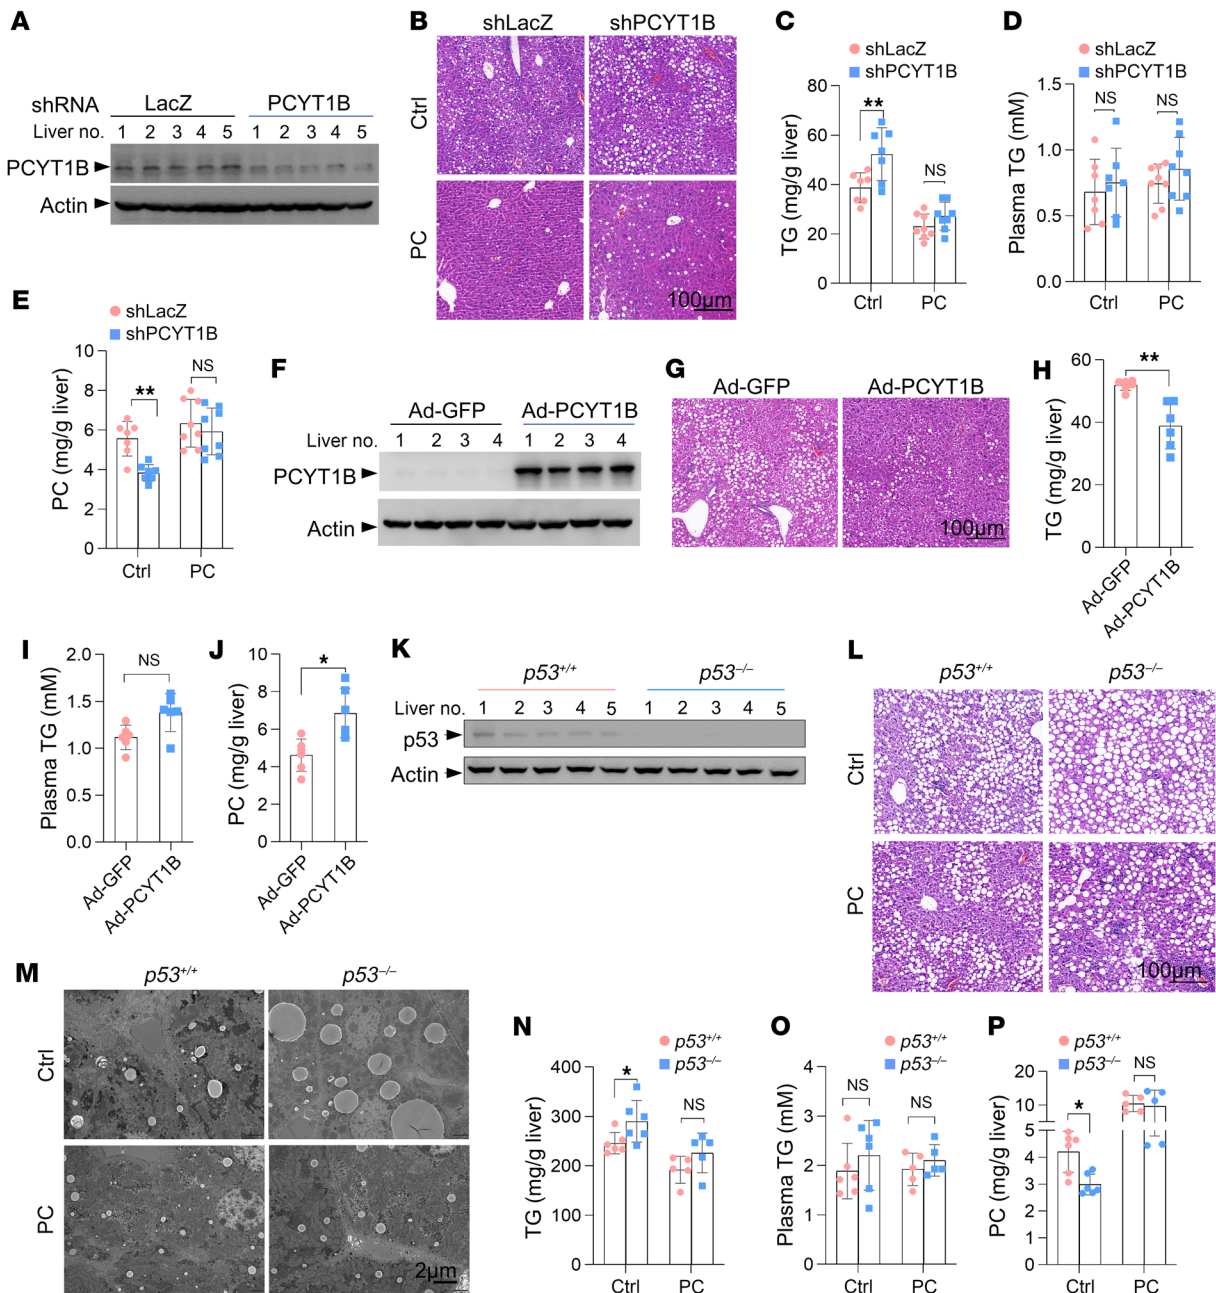 A
shRNA LacZ PCYT1B
Liver no. 1 2 3 4 5 1 2 3 4 5
PCYT1B
Actin
B
shLacZ shPCYT1B
Ctrl
PC
100µm
C
shLacZ
shPCYT1B
TG (mg/g liver)
80
60
40
20
0
**
NS
Ctrl PC
D
shLacZ
shPCYT1B
Plasma TG (mM)
1.5
1.0
0.5
0.0
NS NS
Ctrl PC
E
shLacZ
shPCYT1B
PC (mg/g liver)
10
8
6
4
2
0
**
NS
Ctrl PC
F
Ad-GFP Ad-PCYT1B
Liver no. 1 2 3 4 1 2 3 4
PCYT1B
Actin
G
Ad-GFP Ad-PCYT1B
100µm
H
TG (mg/g liver)
60
40
20
0
**
Ad-GFP
Ad-PCYT1B
I
Plasma TG (mM)
2.0
1.5
1.0
0.5
0.0
NS
Ad-GFP
Ad-PCYT1B
J
PC (mg/g liver)
10
8
6
4
2
0
*
Ad-GFP
Ad-PCYT1B
K
p53+/+ p53–/–
Liver no. 1 2 3 4 5 1 2 3 4 5
p53
Actin
L
p53+/+ p53–/–
Ctrl
PC
100µm
M
p53+/+ p53–/–
Ctrl
PC
2µm
N
p53+/+
p53–/–
TG (mg/g liver)
400
300
200
100
0
*
NS
Ctrl PC
O
p53+/+
p53–/–
Plasma TG (mM)
4
3
2
1
0
NS NS
Ctrl PC
P
p53+/+
p53–/–
PC (mg/g liver)
20
10
5
4
3
2
1
0
*
NS
Ctrl PC